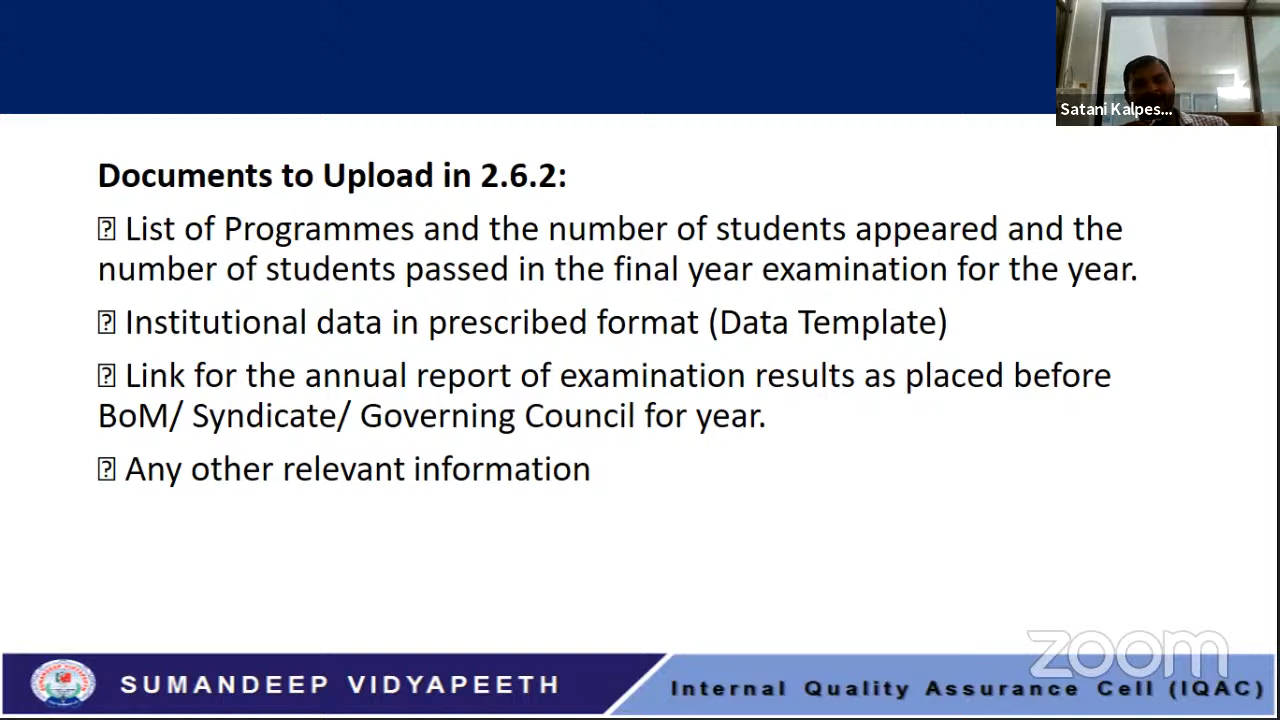 Satani Kalpes...
Documents to Upload in 2.6.2:
⍰ List of Programmes and the number of students appeared and the
number of students passed in the final year examination for the year.
⍰ Institutional data in prescribed format (Data Template)
⍰ Link for the annual report of examination results as placed before
BoM/ Syndicate/ Governing Council for year.
⍰ Any other relevant information
zoom
SUMANDEEP VIDYAPEETH
Internal Quality Assurance Cell (IQAC)